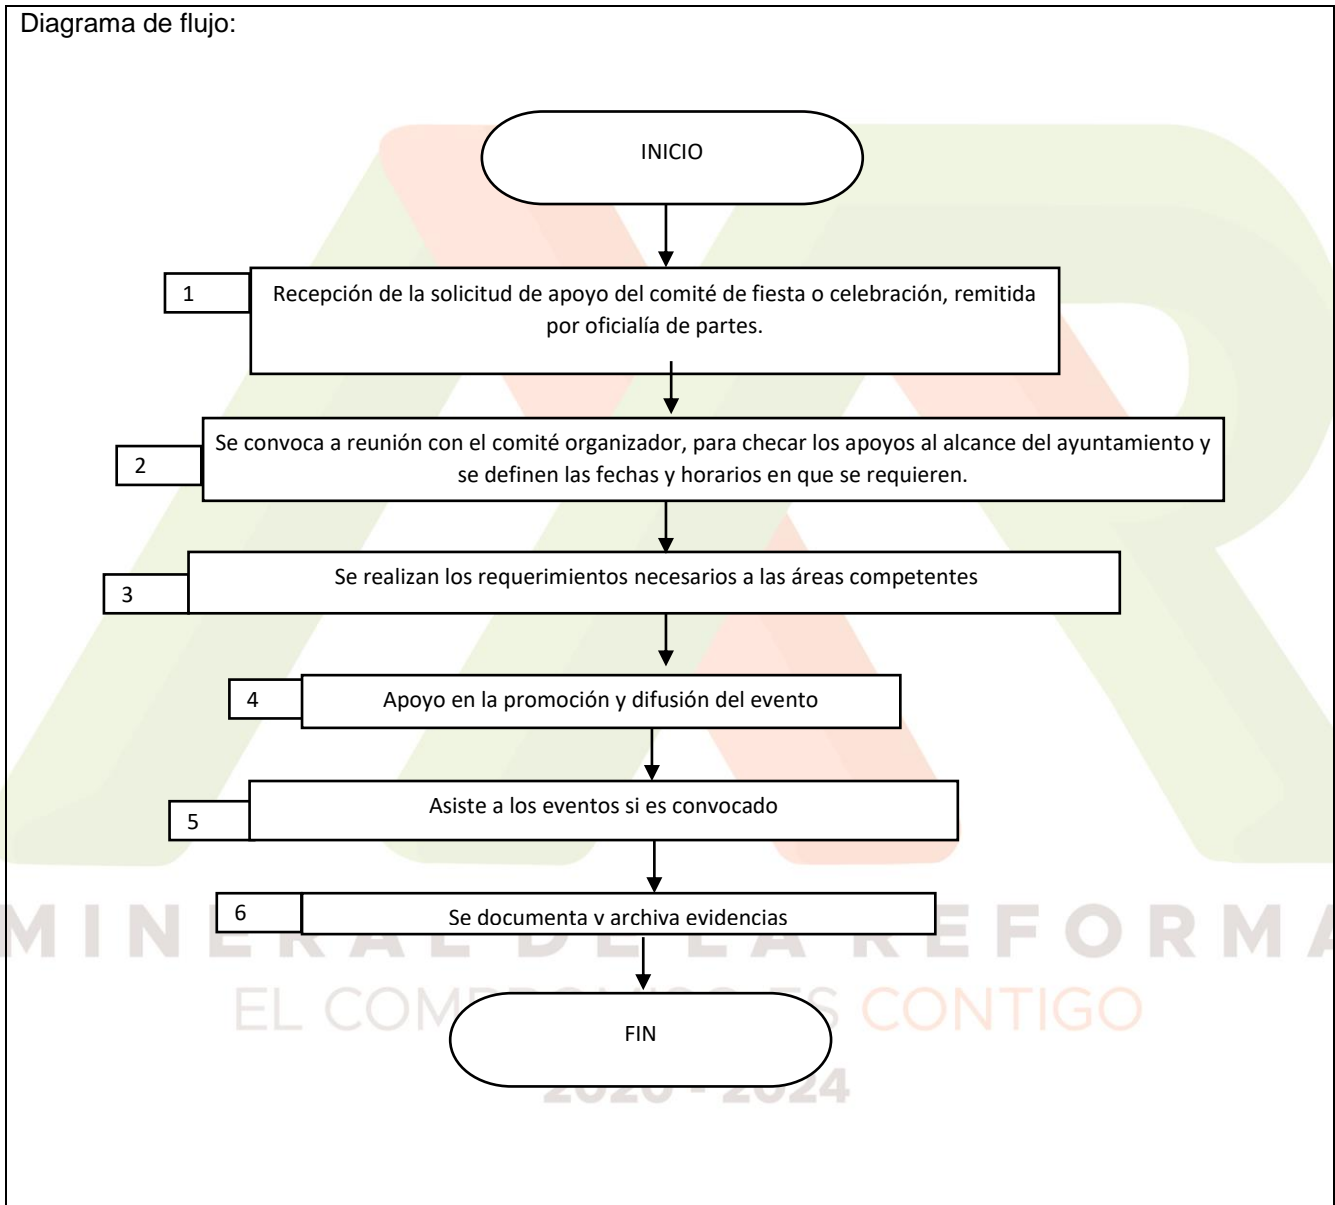 Diagrama de flujo:
INICIO
1
Recepción de la solicitud de apoyo del comité de fiesta o celebración, remitida
por oficialía de partes.
2
Se convoca a reunión con el comité organizador, para checar los apoyos al alcance del ayuntamiento y
se definen las fechas y horarios en que se requieren.
3
Se realizan los requerimientos necesarios a las áreas competentes
4
Apoyo en la promoción y difusión del evento
5
Asiste a los eventos si es convocado
6
Se documenta y archiva evidencias
MINERAL DE LA REFORMA
EL COMPROMISO ES CONTIGO
FIN
2020 - 2024